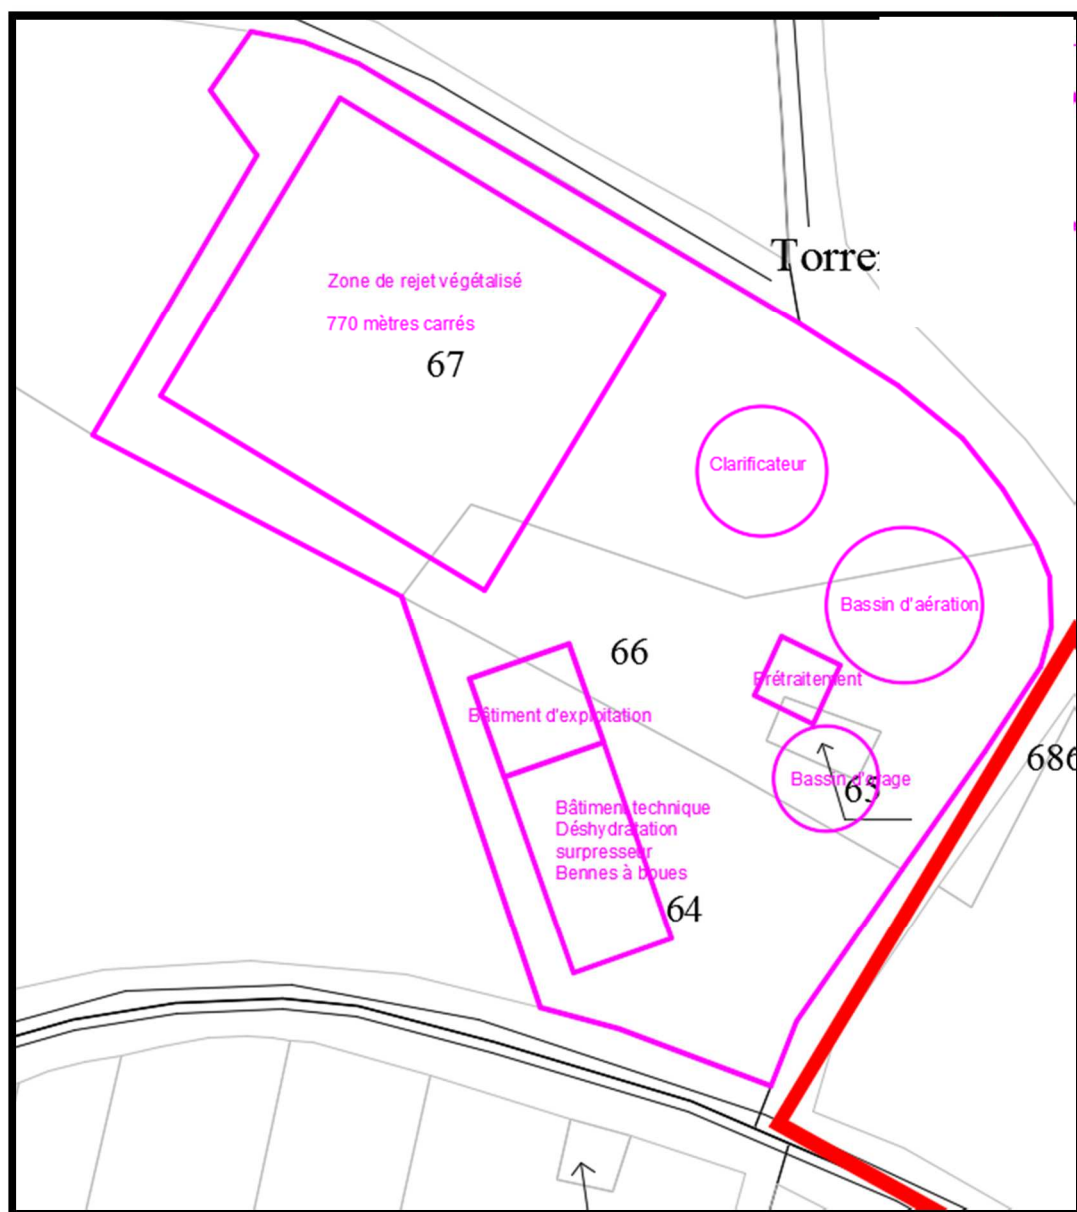 Torre
Zone de rejet végétalisé
770 mètres carrés
67
Clarificateur
Bassin d'aération
66
Prétraitement
Bâtiment d'exploitation
686
Bassin d'orage
65
Bâtiment technique
Déshydratation
surpresseur
Bennes à boues
64